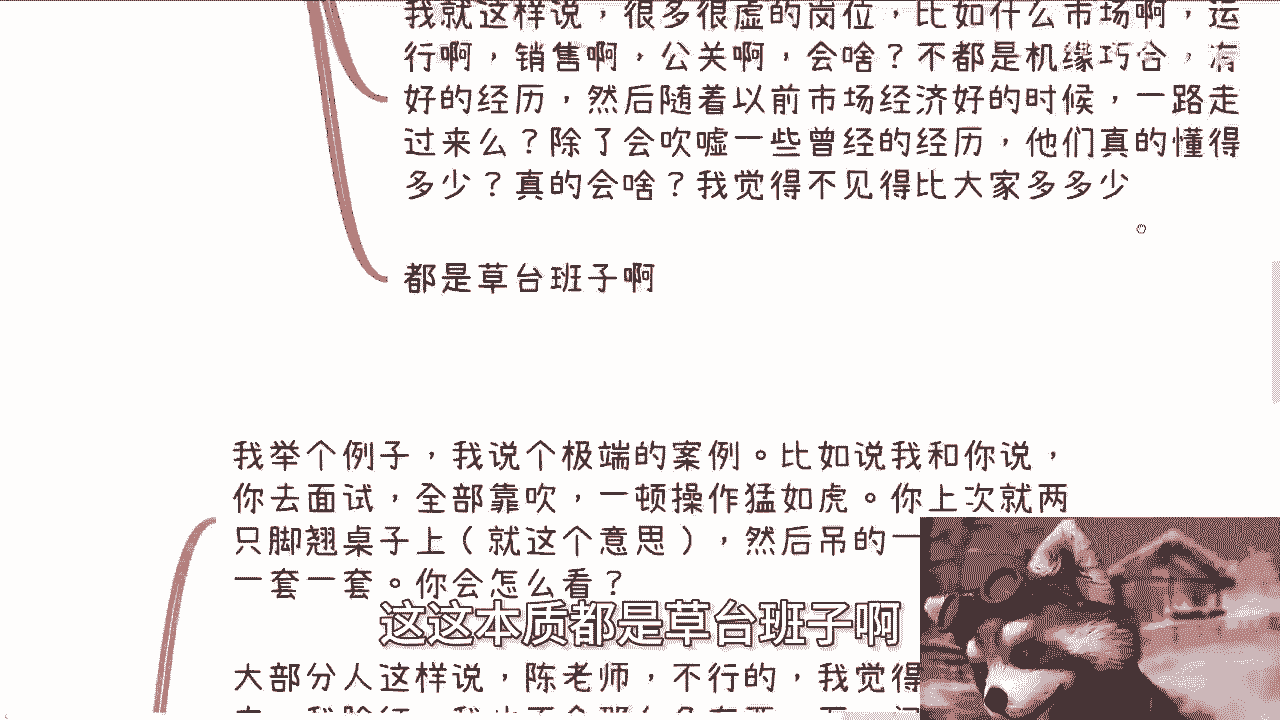 我就这样说，很多很虚的岗位，比如什么市场啊，运
行啊，销售啊，公关啊，会啥？不都是机缘巧合，有
好的经历，然后随着以前市场经济好的时候，一路走
过来么？除了会吹嘘一些曾经的经历，他们真的懂得
多少？真的会啥？我觉得不见得比大家多多少
都是草台班子啊
我举个例子，我说个极端的案例。比如说我和你说，
你去面试，全部靠吹，一顿操作猛如虎。你上次就两
只脚翘桌子上（就这个意思），然后吊的一
一套一套。你会怎么看？
这这本质都是草台班子啊
大部分人这样说，陈老师，不行的，我觉得